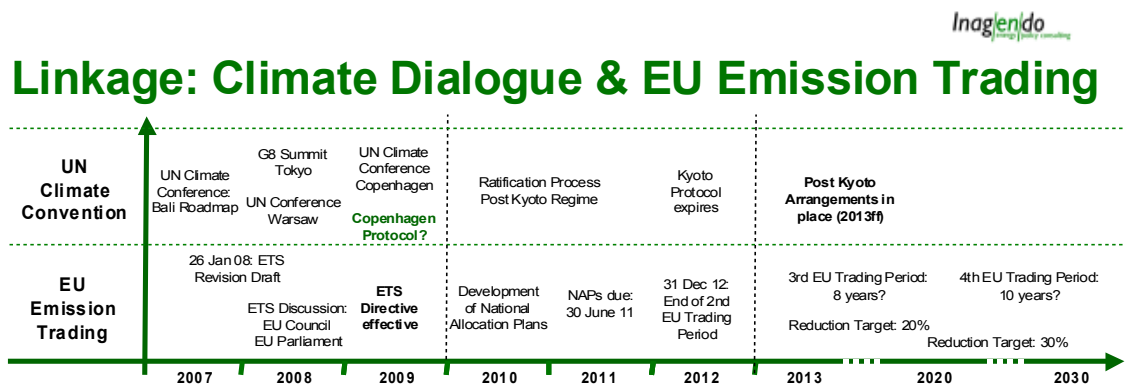 Inag|en|do
energy policy consulting
Linkage: Climate Dialogue & EU Emission Trading
UN
Climate
Convention
UN Climate
Conference:
Bali Roadmap
G8 Summit
Tokyo
UN Conference
Warsaw
UN Climate
Conference
Copenhagen
Copenhagen
Protocol?
Ratification Process
Post Kyoto Regime
Kyoto
Protocol
expires
Post Kyoto
Arrangements in
place (2013ff)
EU
Emission
Trading
26 Jan 08: ETS
Revision Draft
ETS Discussion:
EU Council
EU Parliament
ETS
Directive
effective
Development
of National
Allocation Plans
NAPs due:
30 June 11
31 Dec 12:
End of 2nd
EU Trading
Period
3rd EU Trading Period:
8 years?
Reduction Target: 20%
4th EU Trading Period:
10 years?
Reduction Target: 30%
2007 2008 2009 2010 2011 2012 2013 2020 2030